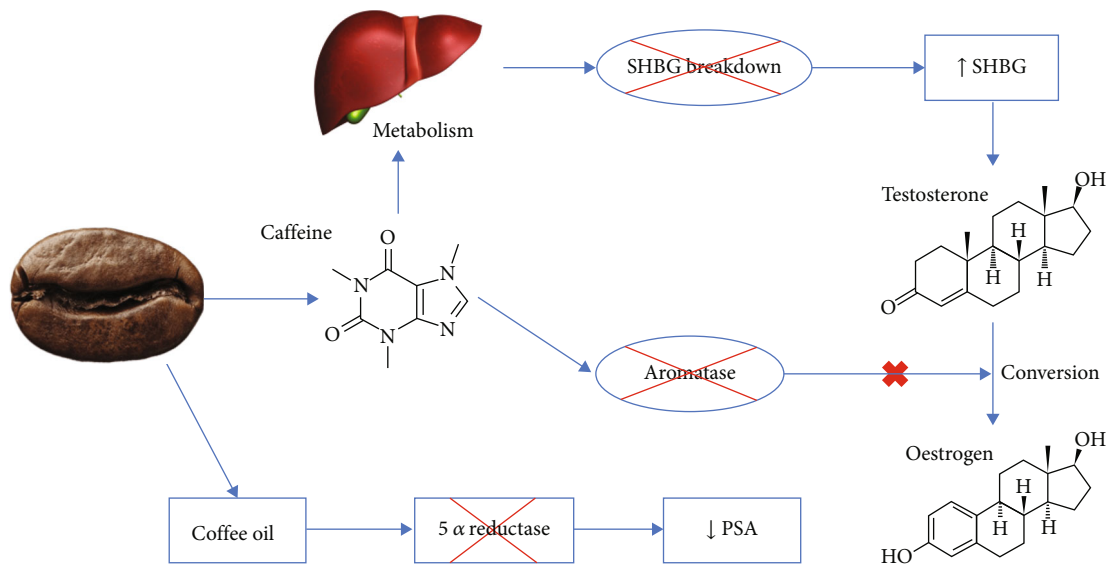 SHBG breakdown
↑ SHBG
Metabolism
Testosterone
OH
H
H
H
O
Caffeine
O
N
N
O
N
N
Aromatase
Conversion
Oestrogen
OH
H
H
H
HO
Coffee oil
5 α reductase
↓ PSA